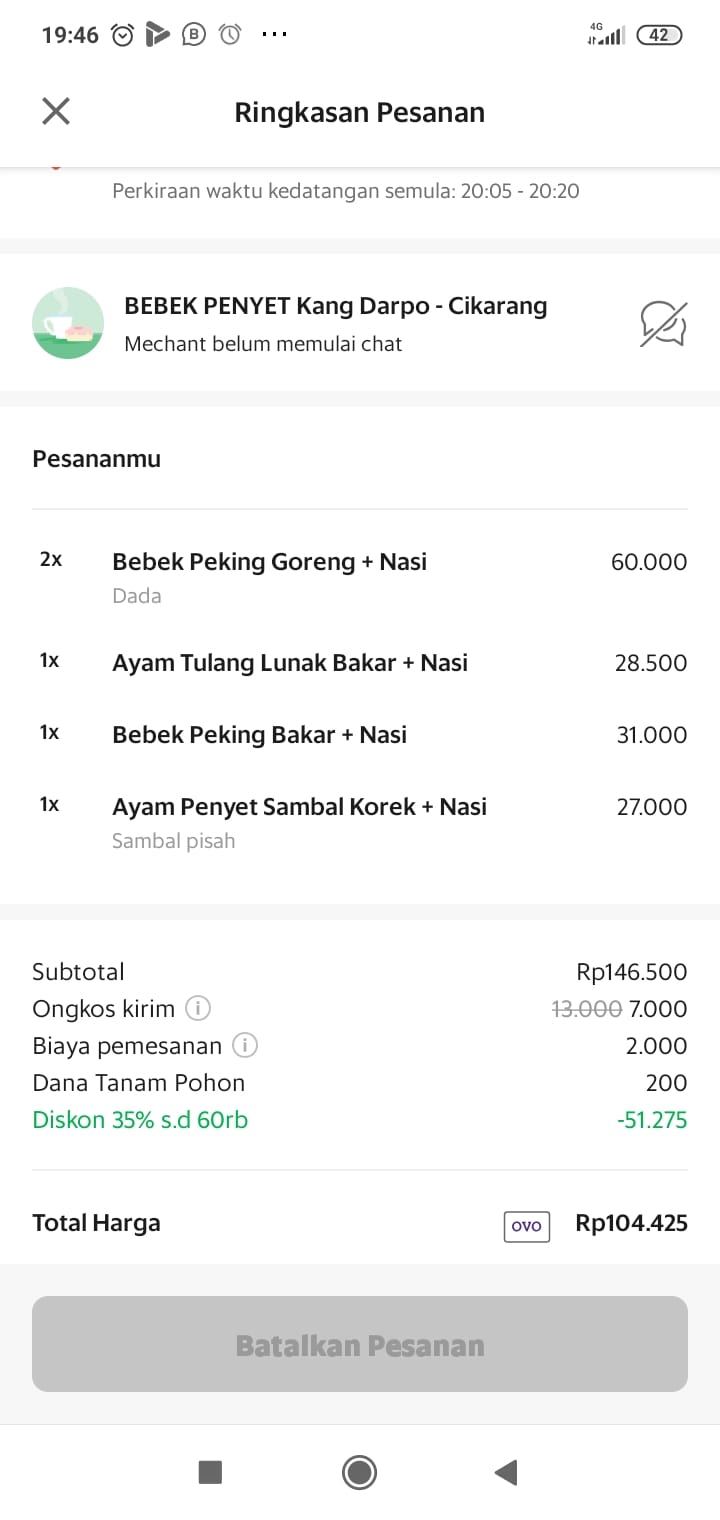 19:46 B ... 4G 42
Ringkasan Pesanan
Perkiraan waktu kedatangan semula: 20:05 - 20:20
BEBEK PENYET Kang Darpo - Cikarang
Mechant belum memulai chat
Pesananmu
2x Bebek Peking Goreng + Nasi 60.000
Dada
1x Ayam Tulang Lunak Bakar + Nasi 28.500
1x Bebek Peking Bakar + Nasi 31.000
1x Ayam Penyet Sambal Korek + Nasi 27.000
Sambal pisah
Subtotal Rp146.500
Ongkos kirim i 13.000 7.000
Biaya pemesanan i 2.000
Dana Tanam Pohon 200
Diskon 35% s.d 60rb -51.275
Total Harga OVO Rp104.425
Batalkan Pesanan